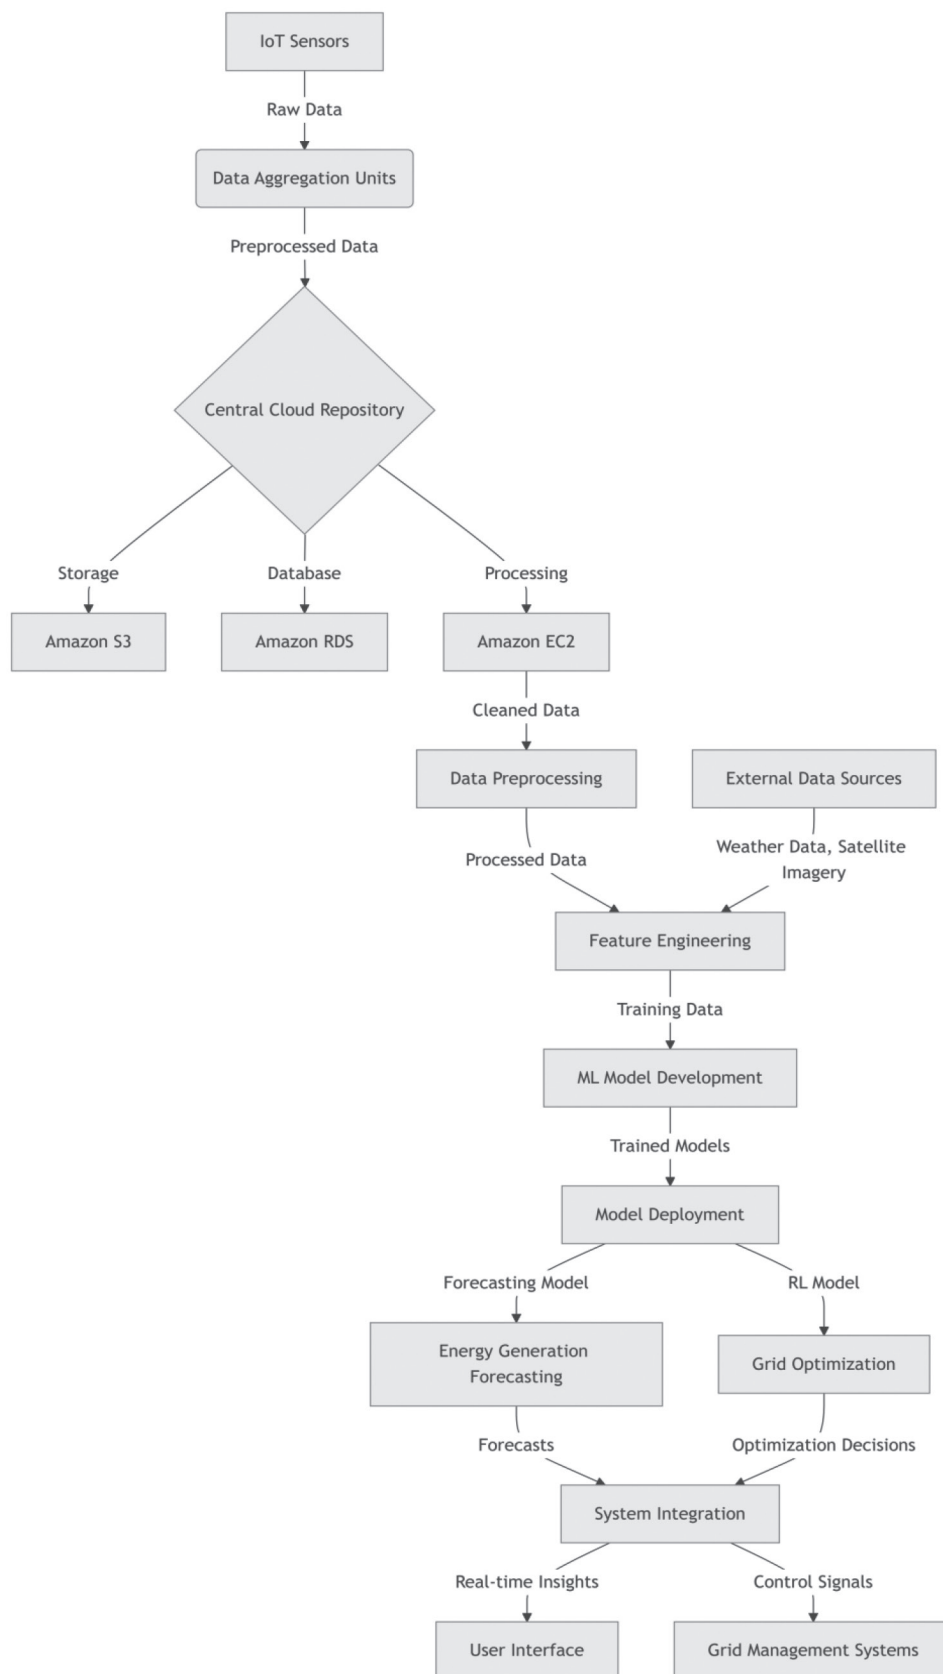 IoT Sensors
Raw Data
Data Aggregation Units
Preprocessed Data
Central Cloud Repository
Storage
Database
Processing
Amazon S3
Amazon RDS
Amazon EC2
Cleaned Data
Data Preprocessing
External Data Sources
Processed Data
Weather Data, Satellite
Imagery
Feature Engineering
Training Data
ML Model Development
Trained Models
Model Deployment
Forecasting Model
RL Model
Energy Generation
Forecasting
Grid Optimization
Forecasts
Optimization Decisions
System Integration
Real-time Insights
Control Signals
User Interface
Grid Management Systems